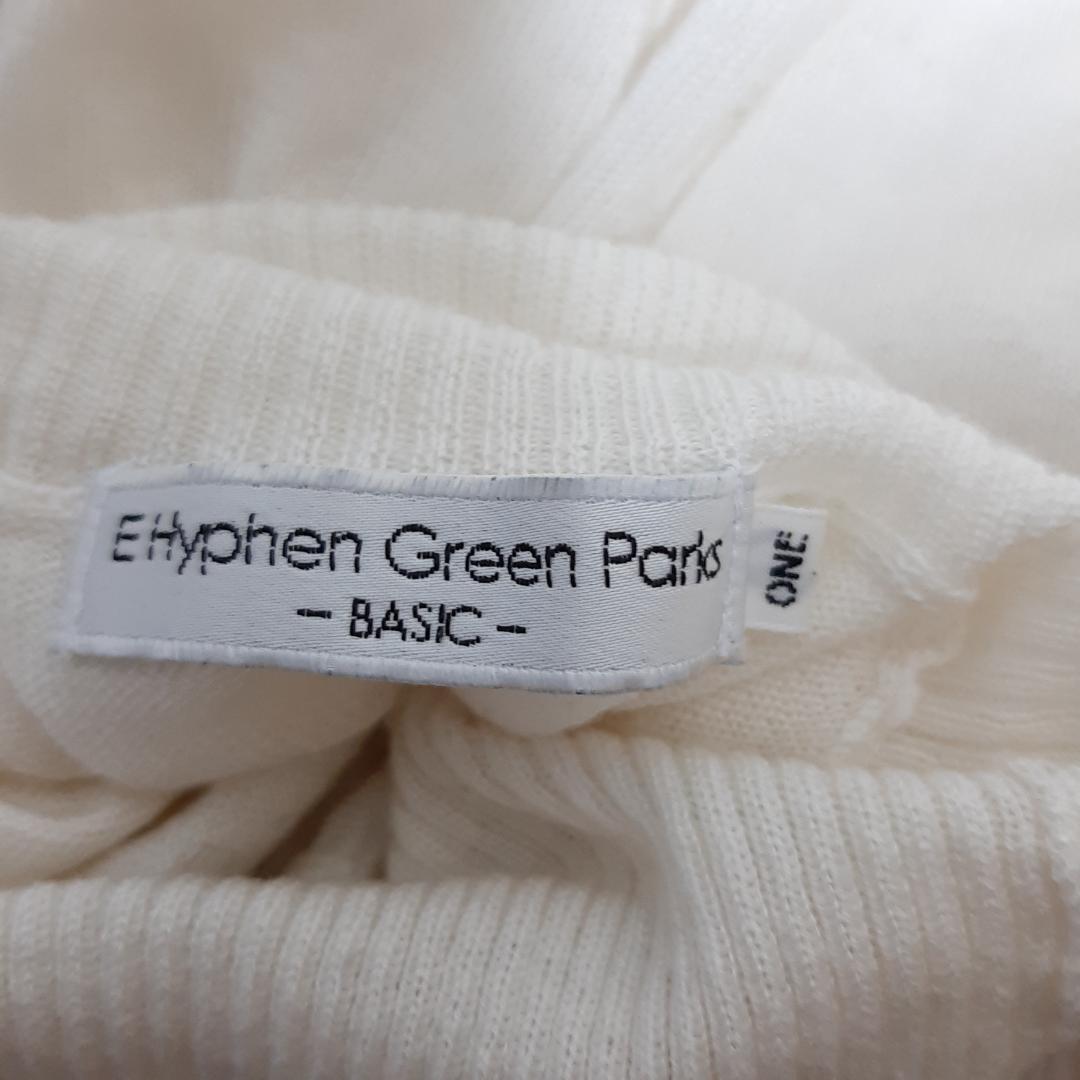 E Hyphen Green Parks
- BASIC -
ONE